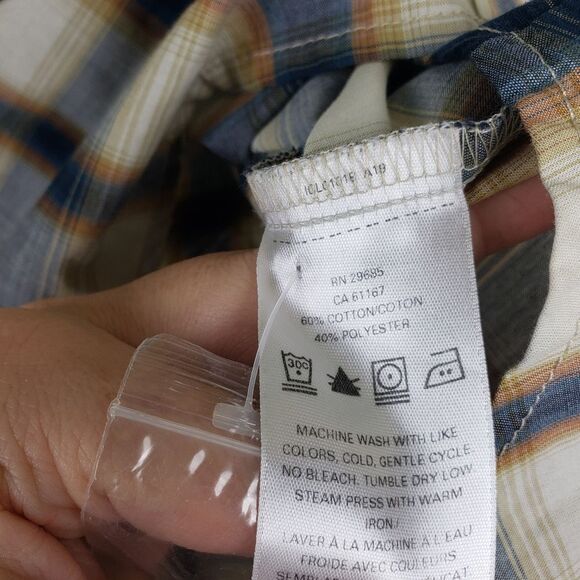 RN 29685
CA 61167
60% COTTON/COTON
40% POLYESTER
30C
MACHINE WASH WITH LIKE
COLORS, COLD, GENTLE CYCLE
NO BLEACH. TUMBLE DRY LOW
STEAM PRESS WITH WARM
IRON/
LAVER À LA MACHINE À L'EAU
FROIDE AVEC COULEURS